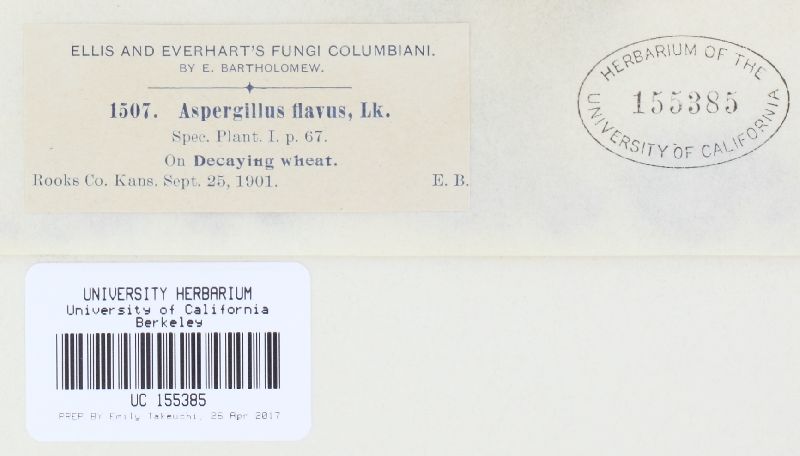 ELLIS AND EVERHART'S FUNGI COLUMBIANI.
BY E. BARTHOLOMEW.
1507. Aspergillus flavus, Lk.
Spec. Plant. I. p. 67.
On Decaying wheat.
Rooks Co. Kans. Sept. 25, 1901. E. B.
HERBARIUM OF THE
155385
UNIVERSITY OF CALIFORNIA
UNIVERSITY HERBARIUM
University of California
Berkeley
UC 155385
PREP BY Emily Takeuchi, 26 Apr 2017